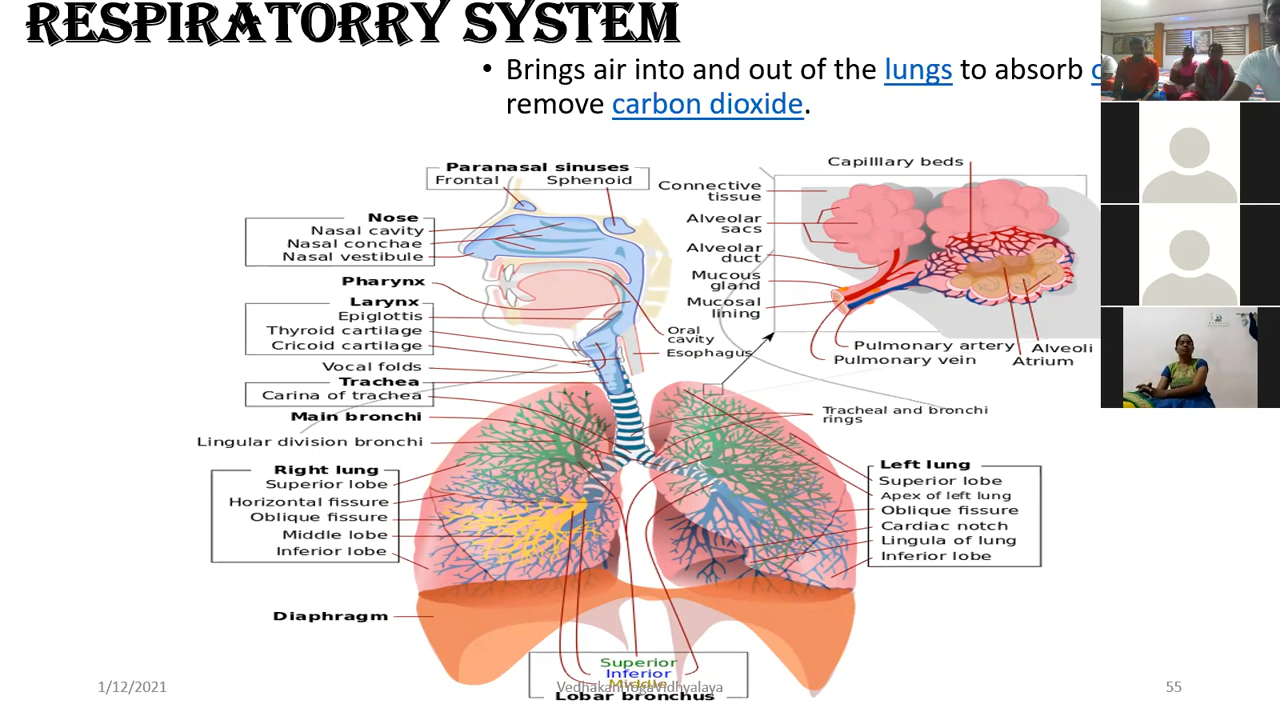 RESPIRATORRY SYSTEM
• Brings air into and out of the lungs to absorb
remove carbon dioxide.
Paranasal sinuses
Frontal Sphenoid
Nose
Nasal cavity
Nasal conchae
Nasal vestibule
Pharynx
Larynx
Epiglottis
Thyroid cartilage
Cricoid cartilage
Vocal folds
Trachea
Carina of trachea
Main bronchi
Lingular division bronchi
Right lung
Superior lobe
Horizontal fissure
Oblique fissure
Middle lobe
Inferior lobe
Diaphragm
Oral
cavity
Esophagus
Capilllary beds
Connective
tissue
Alveolar
sacs
Alveolar
duct
Mucous
gland
Mucosal
lining
Pulmonary artery
Pulmonary vein
Alveoli
Atrium
Tracheal and bronchi
rings
Left lung
Superior lobe
Apex of left lung
Oblique fissure
Cardiac notch
Lingula of lung
Inferior lobe
Superior
Inferior
Middle
Lobar bronchus
1/12/2021
VedhakanYogaVidhyalaya
55